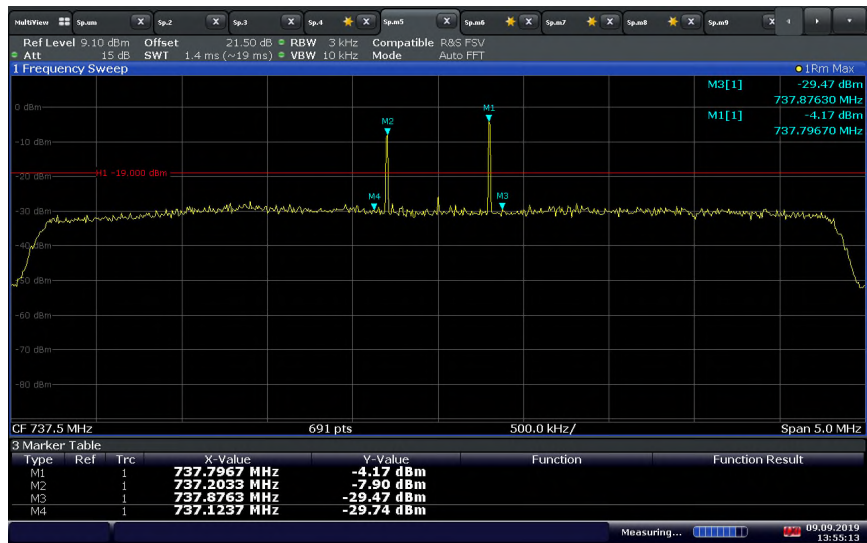 MultiView Sp.um X Sp.2 X Sp.3 X Sp.4 X Sp.m5 X Sp.m6 X Sp.m7 X Sp.m8 X Sp.m9 X
Ref Level 9.10 dBm Offset 21.50 dB RBW 3 kHz Compatible R&S FSV
Att 15 dB SWT 1.4 ms (~19 ms) VBW 10 kHz Mode Auto FFT
1 Frequency Sweep 1Rm Max
M3[1] -29.47 dBm
737.87630 MHz
M1[1] -4.17 dBm
737.79670 MHz
0 dBm
M1
M2
-10 dBm
H1 -19.000 dBm
-20 dBm
M4 M3
-30 dBm
-40 dBm
-50 dBm
-60 dBm
-70 dBm
-80 dBm
CF 737.5 MHz 691 pts 500.0 kHz/ Span 5.0 MHz
3 Marker Table
Type Ref Trc X-Value Y-Value Function Function Result
M1 1 737.7967 MHz -4.17 dBm
M2 1 737.2033 MHz -7.90 dBm
M3 1 737.8763 MHz -29.47 dBm
M4 1 737.1237 MHz -29.74 dBm
Measuring... 09.09.2019
13:55:13